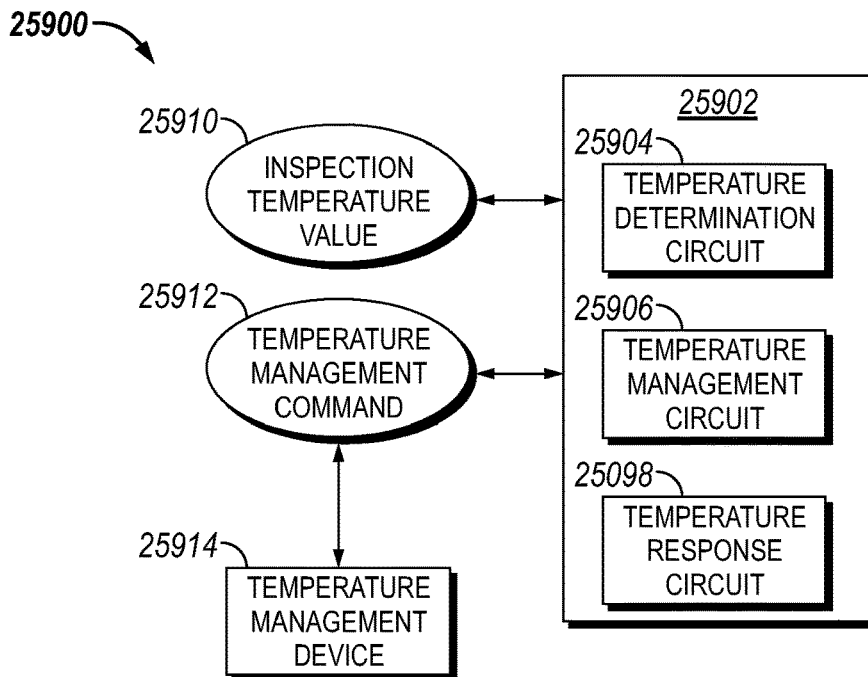 25900
25910
INSPECTION
TEMPERATURE
VALUE
25912
TEMPERATURE
MANAGEMENT
COMMAND
25914
TEMPERATURE
MANAGEMENT
DEVICE
25902
25904
TEMPERATURE
DETERMINATION
CIRCUIT
25906
TEMPERATURE
MANAGEMENT
CIRCUIT
25098
TEMPERATURE
RESPONSE
CIRCUIT